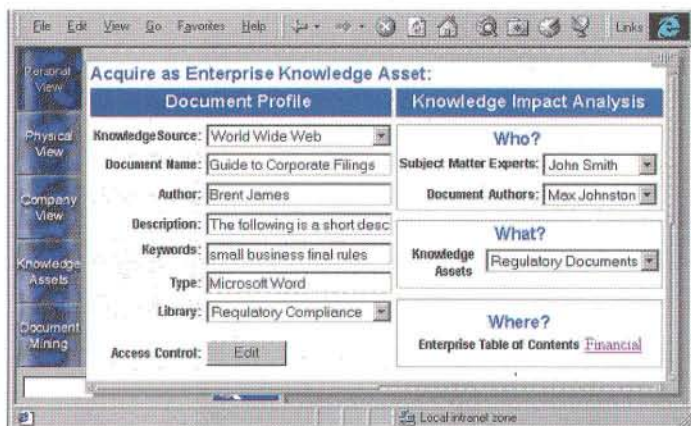 File Edit View Go Favorites Help Links
Personal View
Physical View
Company View
Knowledge Assets
Document Mining
Acquire as Enterprise Knowledge Asset:
Document Profile
KnowledgeSource: World Wide Web
Document Name: Guide to Corporate Filings
Author: Brent James
Description: The following is a short desc
Keywords: small business final rules
Type: Microsoft Word
Library: Regulatory Compliance
Access Control: Edit
Knowledge Impact Analysis
Who?
Subject Matter Experts: John Smith
Document Authors: Max Johnston
What?
Knowledge Assets Regulatory Documents
Where?
Enterprise Table of Contents Financial
Local intranet zone